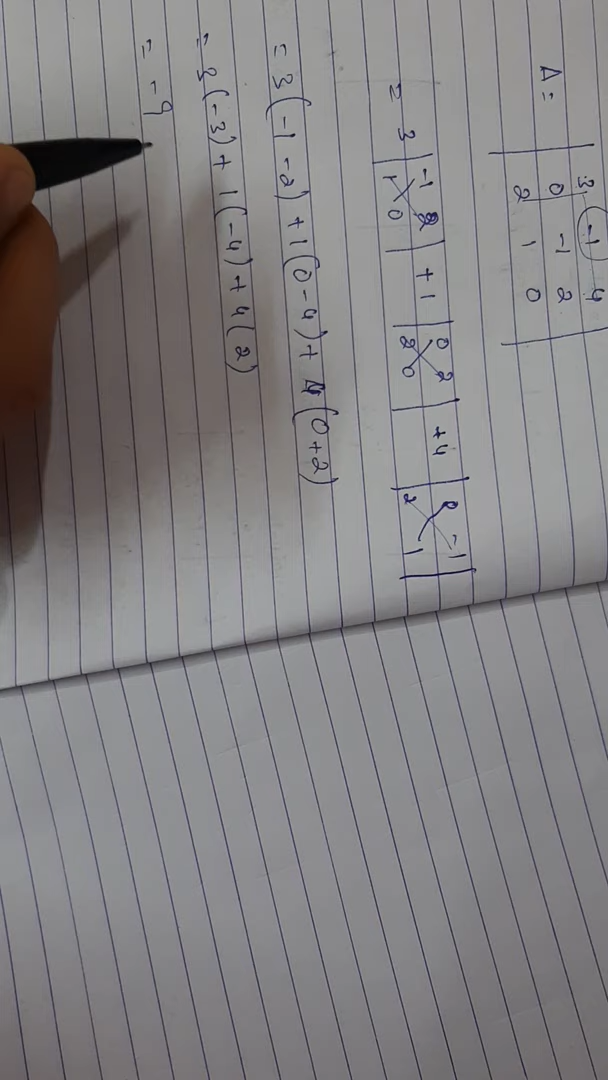 3 -1 4
A = | 0 -1 2 |
2 1 0
= 3 | -1 2 | + 1 | 0 2 | + 4 | 0 -1 |
1 0 2 0 2 1
= 3(-1-2) + 1(0-4) + 4(0+2)
= 3(-3) + 1(-4) + 4(2)
= -9